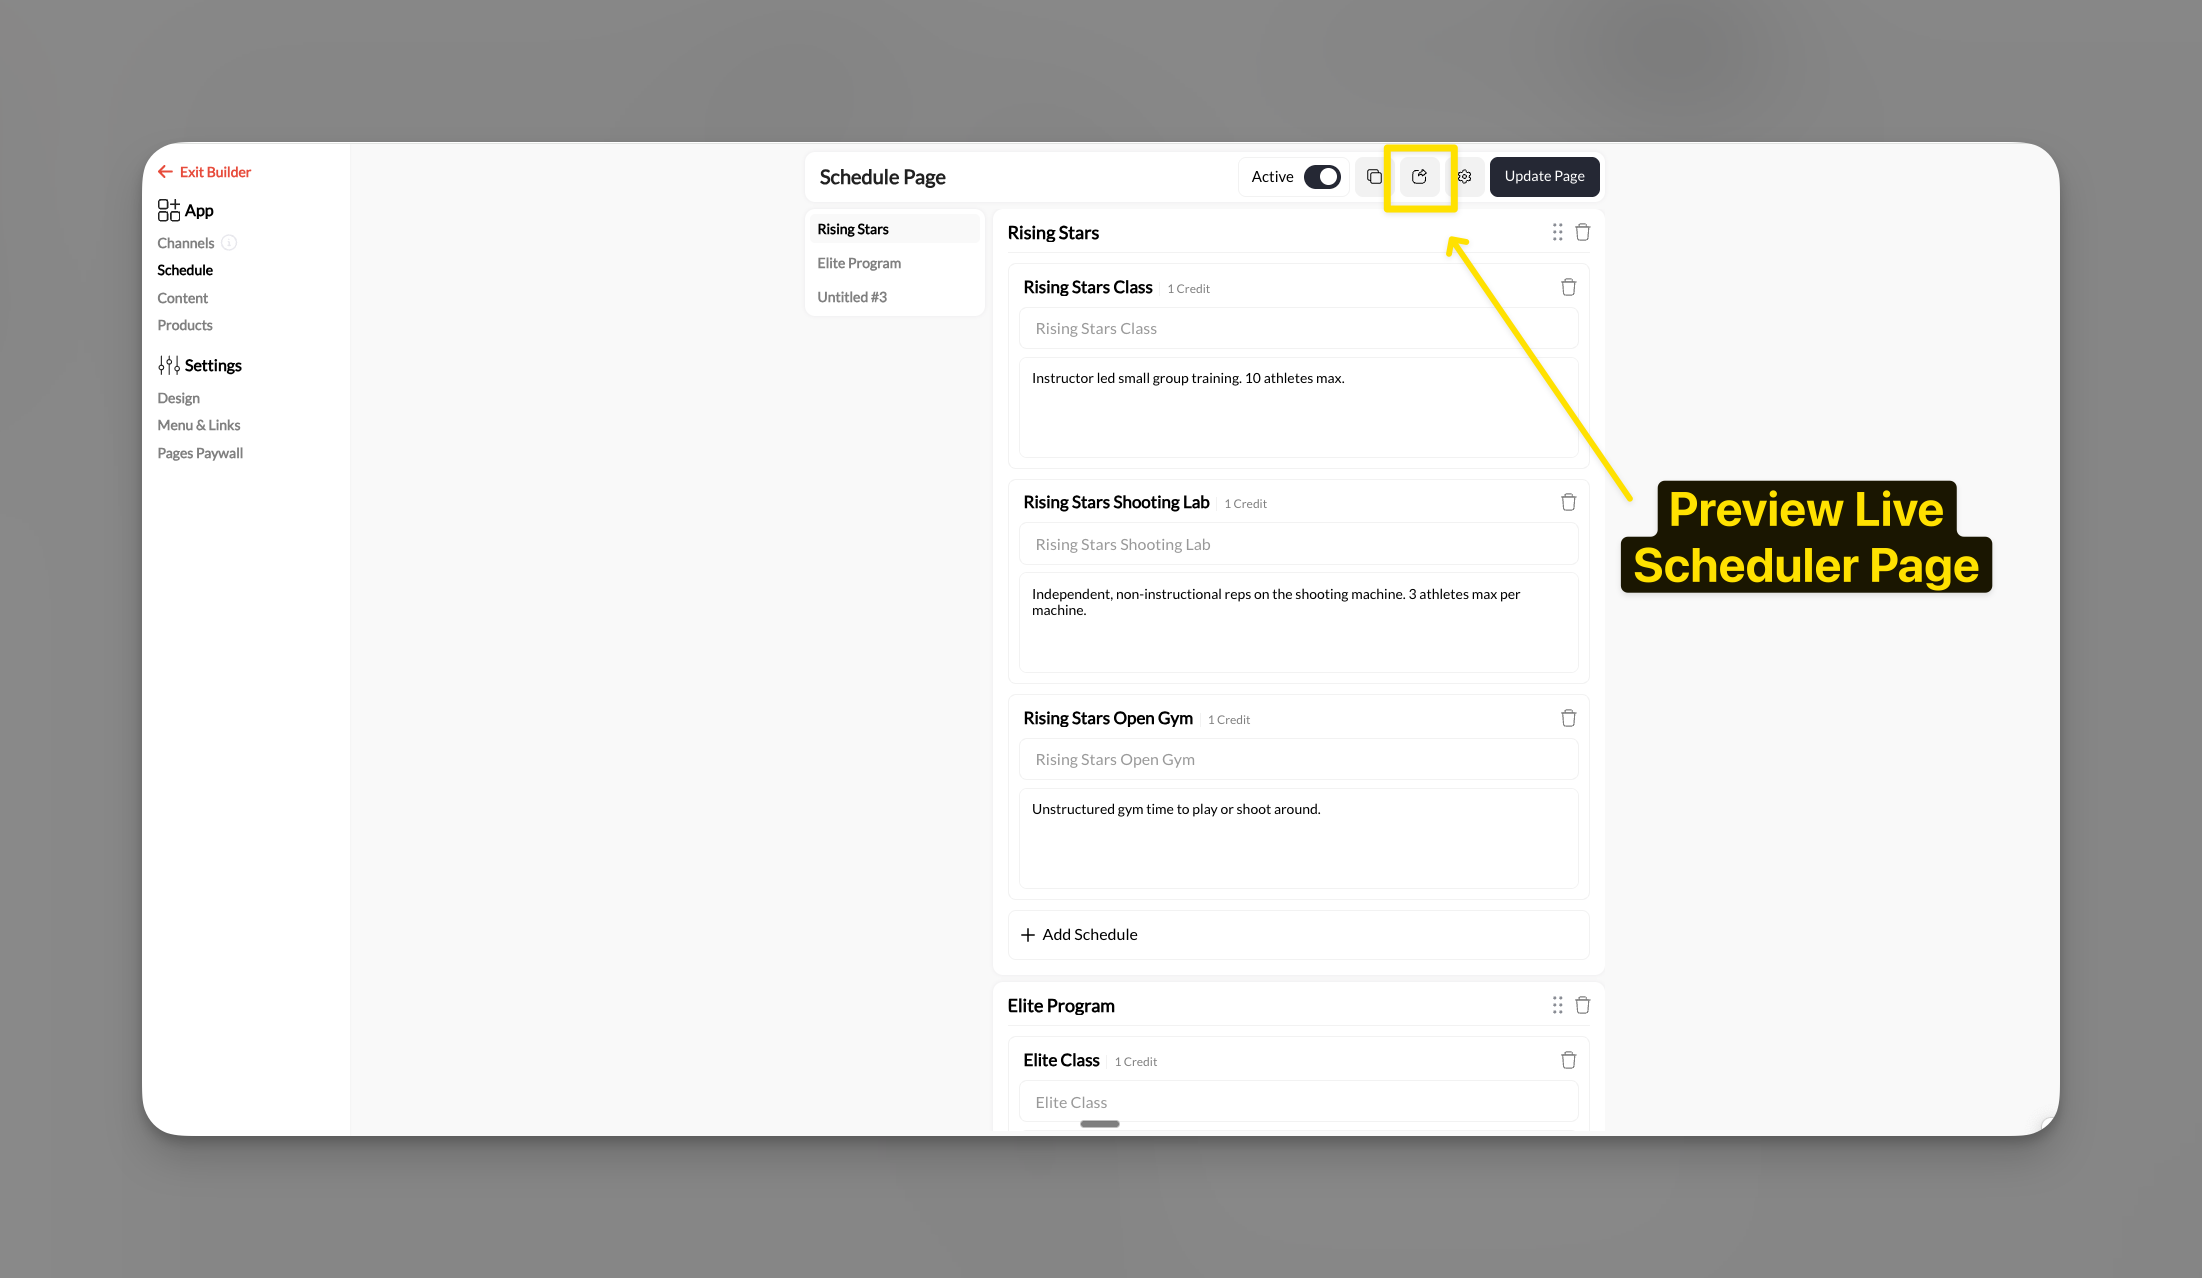 Exit Builder
App
Channels
Schedule
Content
Products
Settings
Design
Menu & Links
Pages Paywall
Schedule Page
Active
Update Page
Rising Stars
Elite Program
Untitled #3
Rising Stars
Rising Stars Class 1 Credit
Rising Stars Class
Instructor led small group training. 10 athletes max.
Rising Stars Shooting Lab 1 Credit
Rising Stars Shooting Lab
Independent, non-instructional reps on the shooting machine. 3 athletes max per
machine.
Rising Stars Open Gym 1 Credit
Rising Stars Open Gym
Unstructured gym time to play or shoot around.
Add Schedule
Elite Program
Elite Class 1 Credit
Elite Class
Preview Live
Scheduler Page